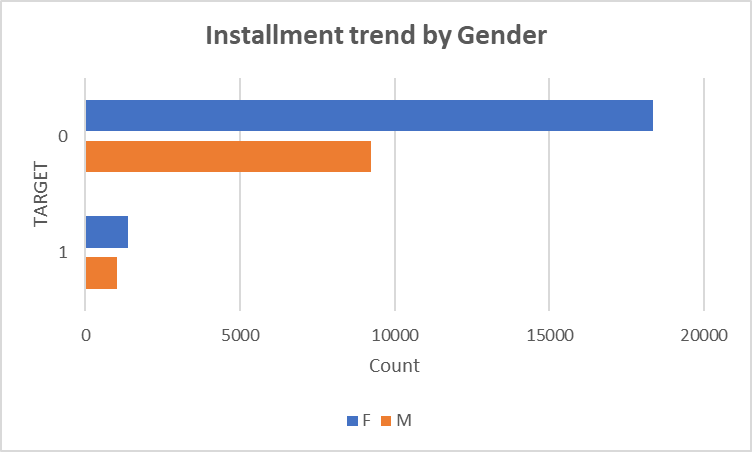 Installment trend by Gender
TARGET
0
1
0 5000 10000 15000 20000
Count
F M